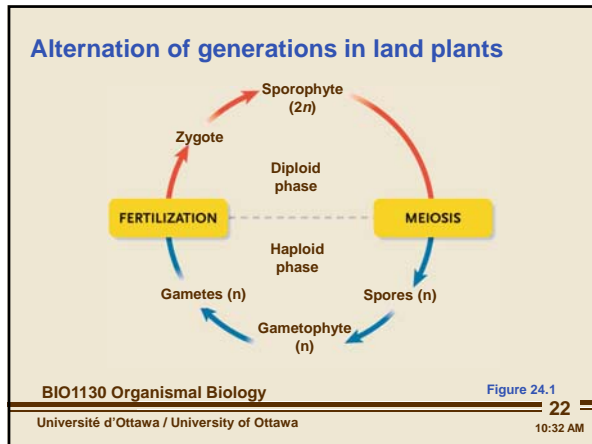 Alternation of generations in land plants
Sporophyte
(2n)
Zygote
Diploid
phase
FERTILIZATION
MEIOSIS
Haploid
phase
Gametes (n)
Spores (n)
Gametophyte
(n)
BIO1130 Organismal Biology
Figure 24.1
22
Université d'Ottawa / University of Ottawa
10:32 AM